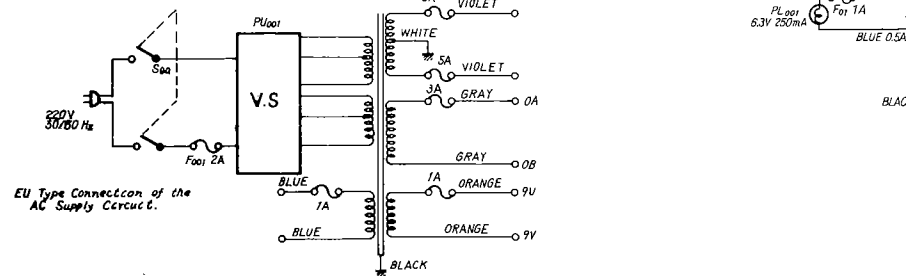 VIOLET
PU001
WHITE
5A
VIOLET
3A
GRAY
0A
V.S
220V
50/60 Hz
F001 2A
GRAY
0B
EU Type Connection of the
AC Supply Circuit.
BLUE
1A
1A
ORANGE
9U
BLUE
ORANGE
9V
BLACK
PL001
6.3V 250mA
F01 1A
BLUE 0.5A
BLAC